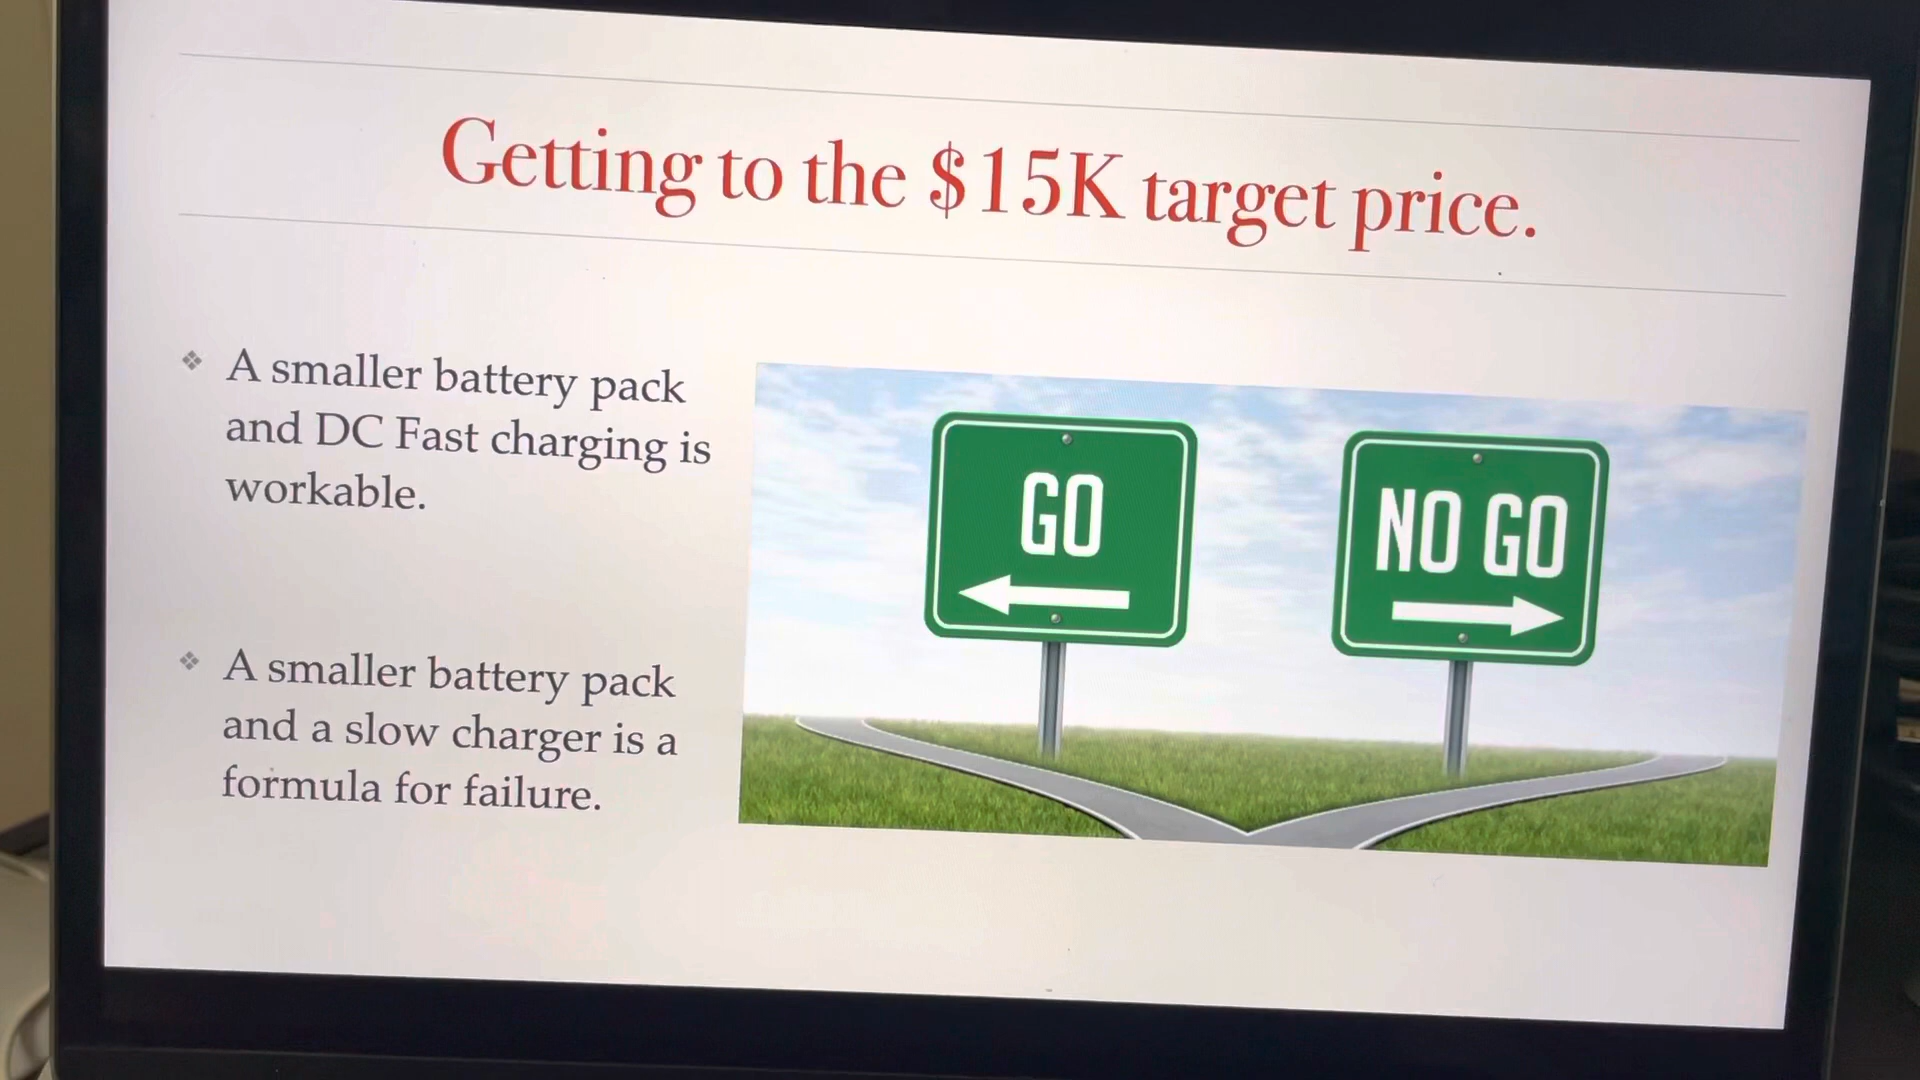 Getting to the $15K target price.
A smaller battery pack
and DC Fast charging is
workable.
A smaller battery pack
and a slow charger is a
formula for failure.
GO
NO GO